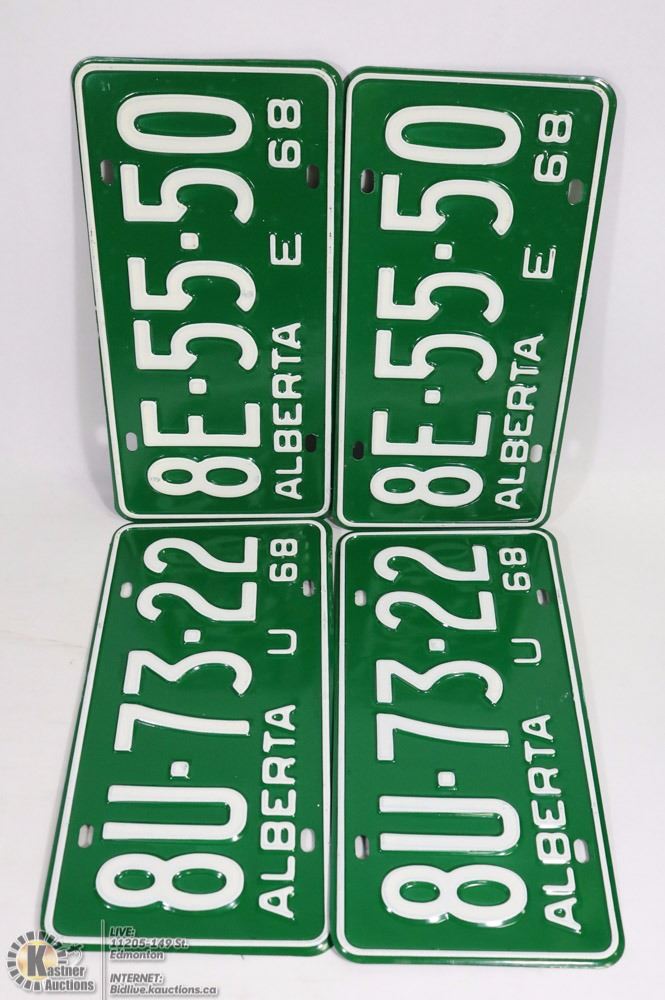 8E·55·50
ALBERTA E 68
8E·55·50
ALBERTA E 68
8U·73·22
ALBERTA U 68
8U·73·22
ALBERTA U 68
Kastner
Auctions
LIVE:
11205-149 St.
Edmonton
INTERNET:
Bidlive.kauctions.ca